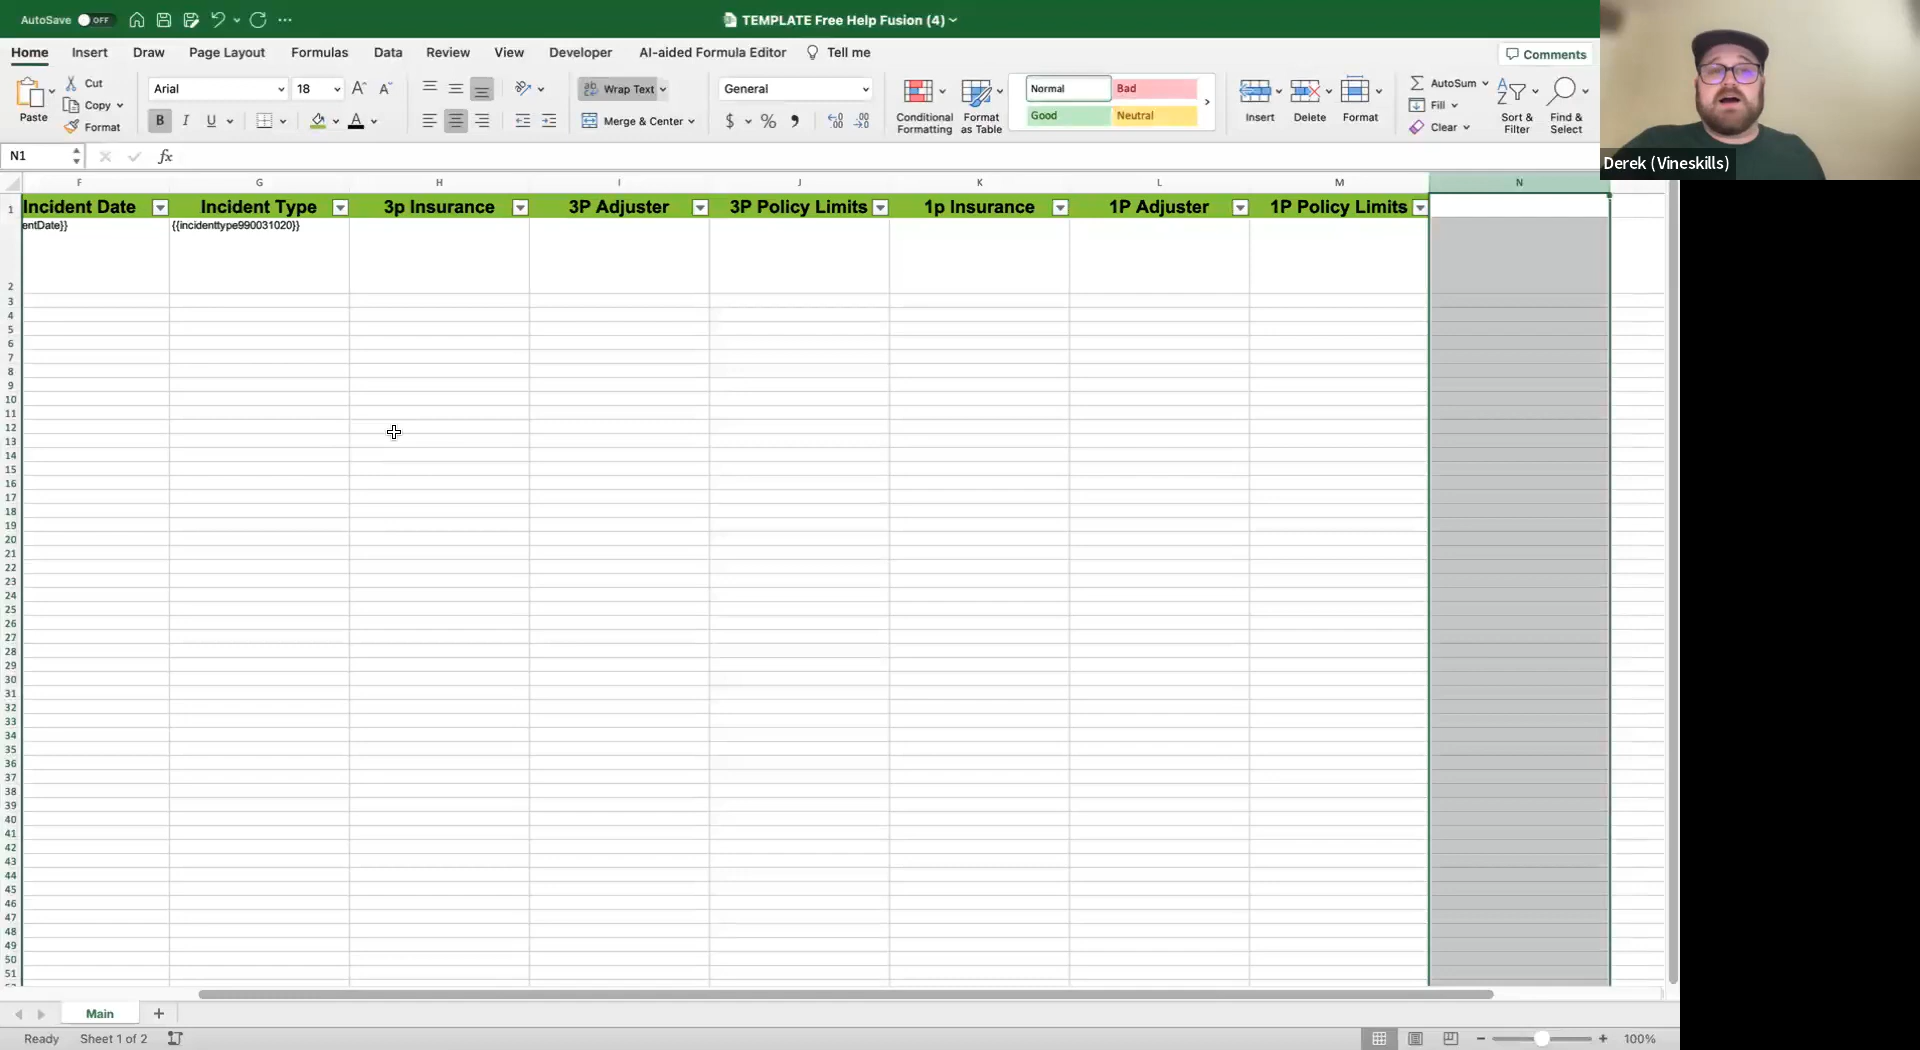 AutoSave OFF TEMPLATE Free Help Fusion (4)
Home Insert Draw Page Layout Formulas Data Review View Developer AI-aided Formula Editor Tell me Comments
Paste Cut Copy Format
Arial 18
B I U A
ab Wrap Text
Merge & Center
General
$ % ,
Conditional Formatting
Format as Table
Normal Bad
Good Neutral
Insert Delete Format
AutoSum
Fill
Clear
Sort & Filter
Find & Select
Derek (Vineskills)
N1 fx
F G H I J K L M N
1 Incident Date Incident Type 3p Insurance 3P Adjuster 3P Policy Limits 1p Insurance 1P Adjuster 1P Policy Limits
entDate}} {{incidenttype990031020}}
2
3
4
5
6
7
8
9
10
11
12
13
14
15
16
17
18
19
20
21
22
23
24
25
26
27
28
29
30
31
32
33
34
35
36
37
38
39
40
41
42
43
44
45
46
47
48
49
50
51
Main +
Ready Sheet 1 of 2 100%